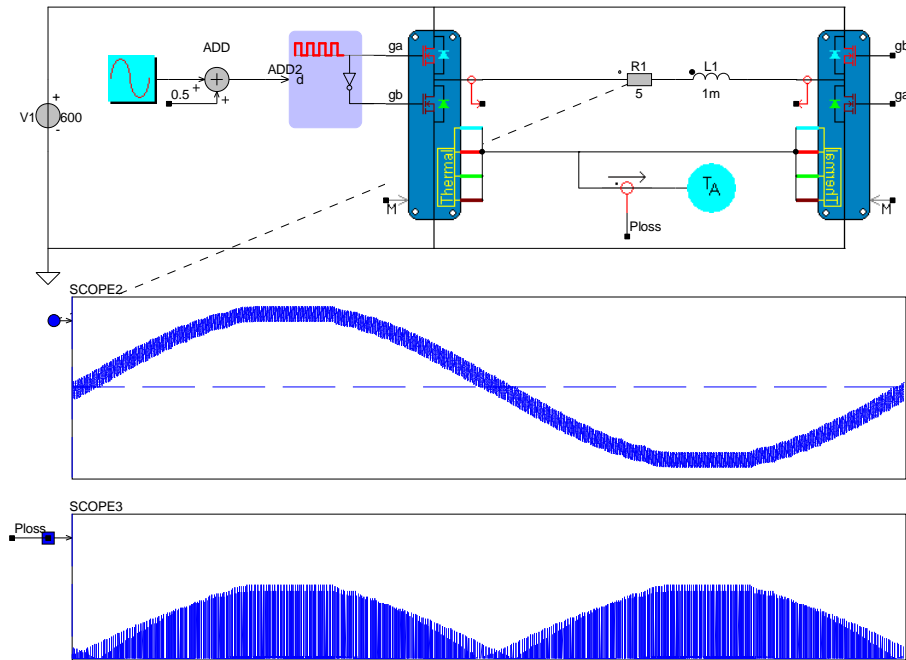 ADD
ADD2
0.5
+
+
d
ga
gb
R1
5
L1
1m
gb
ga
V1
+
600
-
Thermal
Thermal
M
M
TA
Ploss
SCOPE2
SCOPE3
Ploss